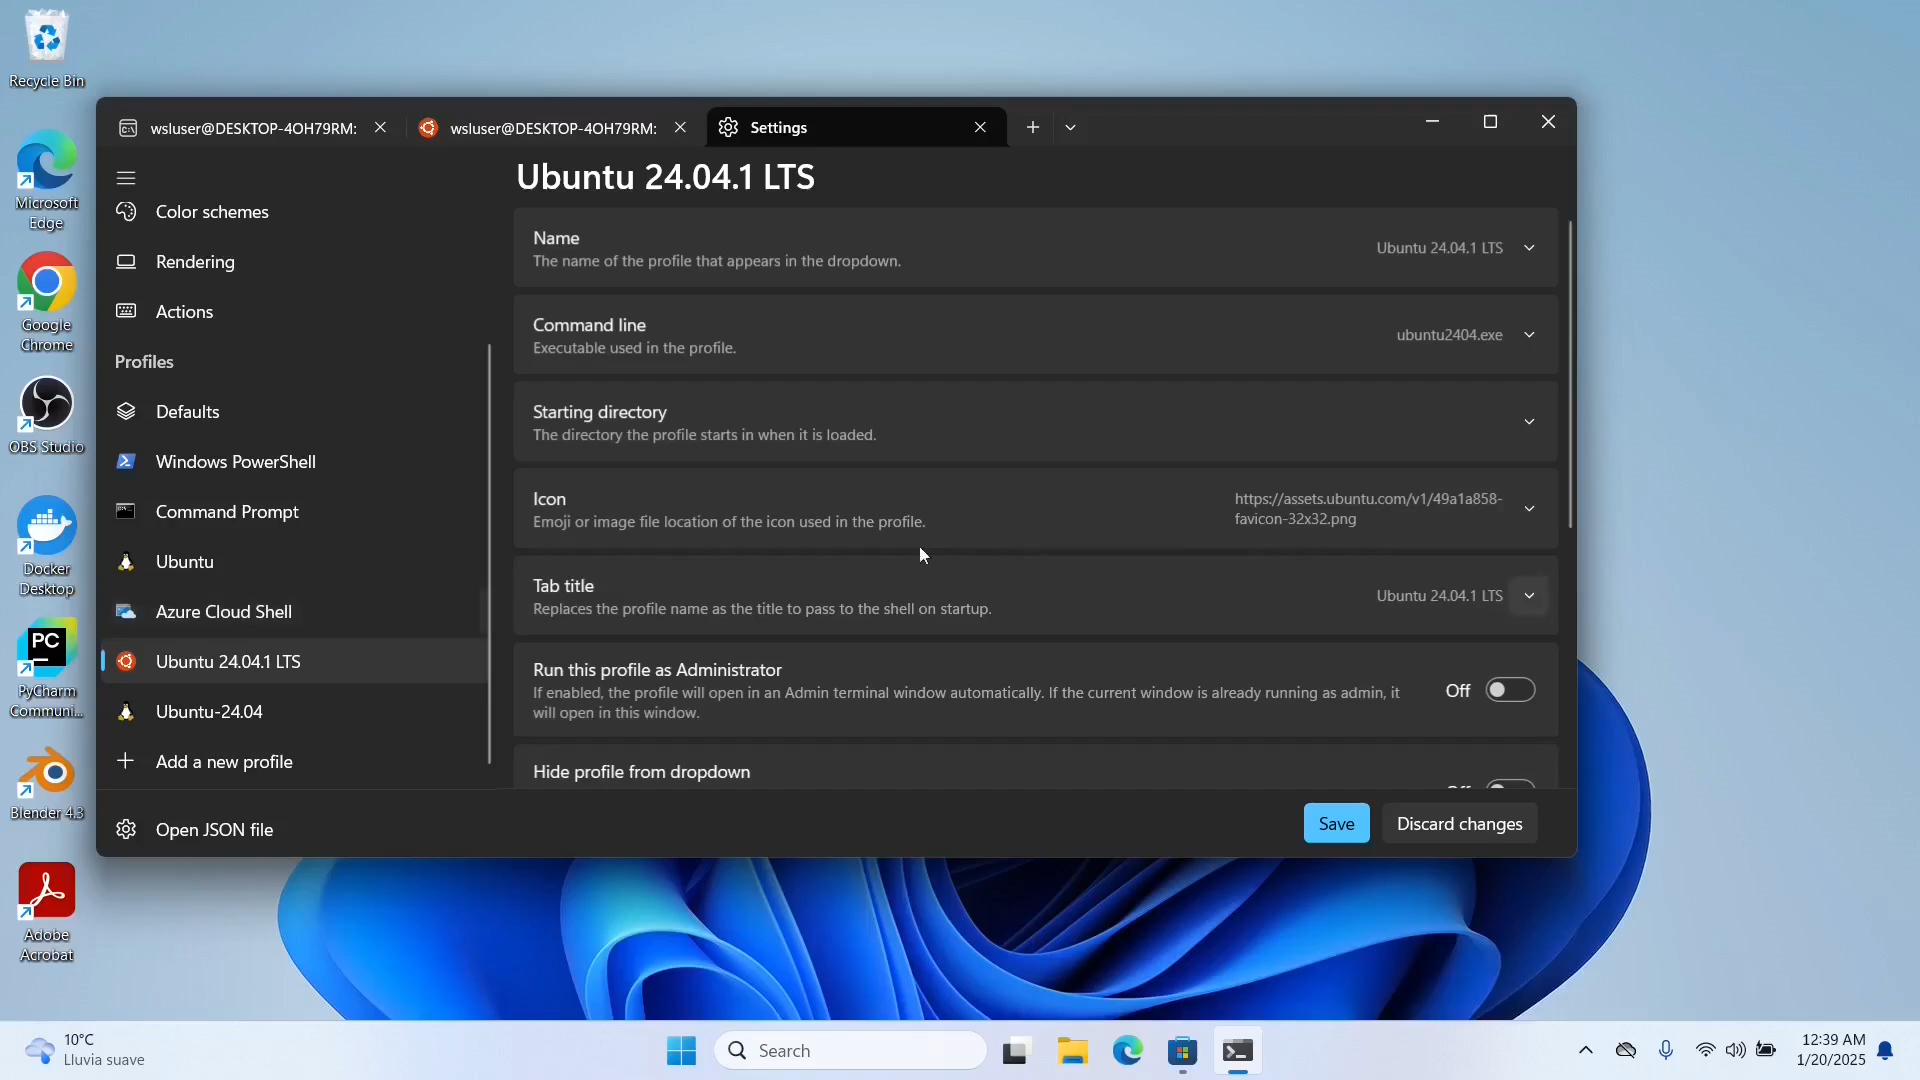 Recycle Bin
Microsoft
Edge
Google
Chrome
OBS Studio
Docker
Desktop
PC
PyCharm
Communi...
Blender 4.3
Adobe
Acrobat
wsluser@DESKTOP-4OH79RM:
wsluser@DESKTOP-4OH79RM:
Settings
Color schemes
Rendering
Actions
Profiles
Defaults
Windows PowerShell
Command Prompt
Ubuntu
Azure Cloud Shell
Ubuntu 24.04.1 LTS
Ubuntu-24.04
Add a new profile
Open JSON file
Ubuntu 24.04.1 LTS
Name
The name of the profile that appears in the dropdown.
Ubuntu 24.04.1 LTS
Command line
Executable used in the profile.
ubuntu2404.exe
Starting directory
The directory the profile starts in when it is loaded.
Icon
Emoji or image file location of the icon used in the profile.
https://assets.ubuntu.com/v1/49a1a858-
favicon-32x32.png
Tab title
Replaces the profile name as the title to pass to the shell on startup.
Ubuntu 24.04.1 LTS
Run this profile as Administrator
If enabled, the profile will open in an Admin terminal window automatically. If the current window is already running as admin, it
will open in this window.
Off
Hide profile from dropdown
Off
Save
Discard changes
10°C
Lluvia suave
Search
12:39 AM
1/20/2025